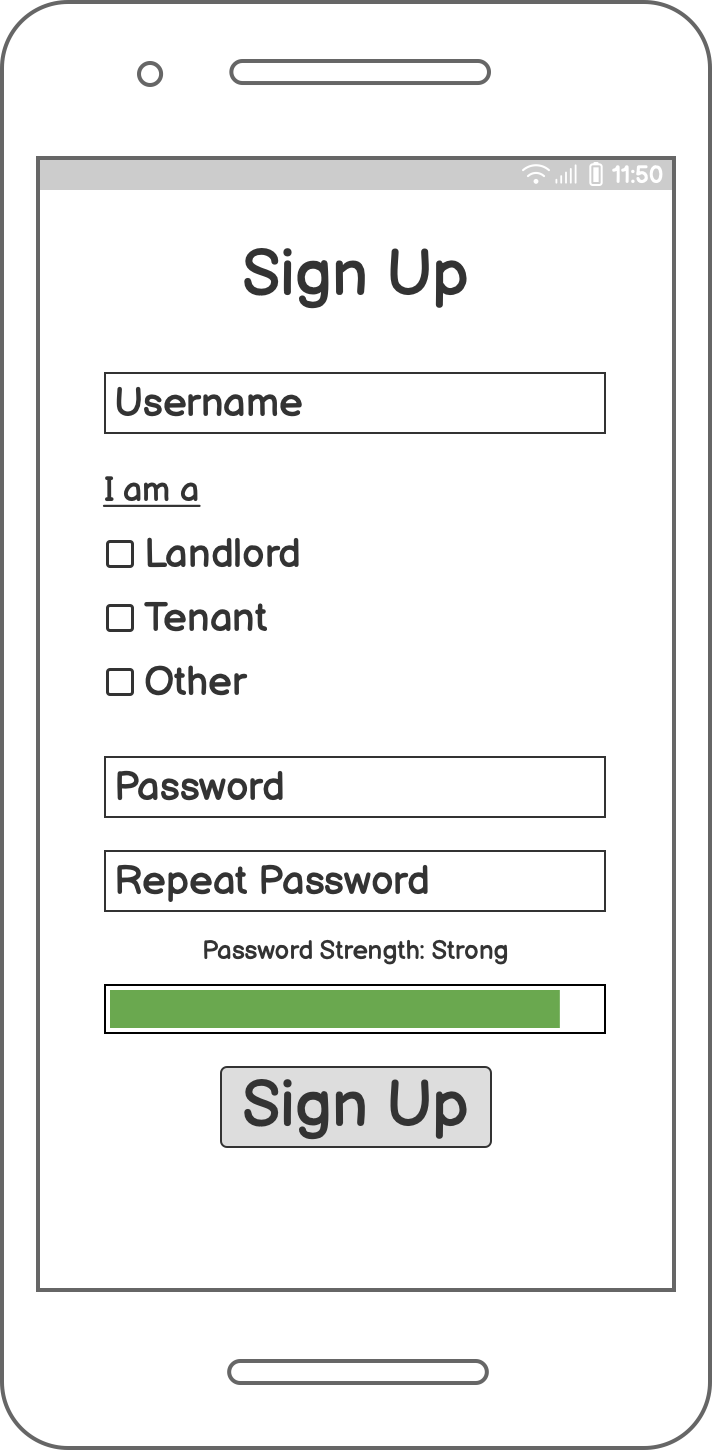 11:50
Sign Up
Username
I am a
Landlord
Tenant
Other
Password
Repeat Password
Password Strength: Strong
Sign Up